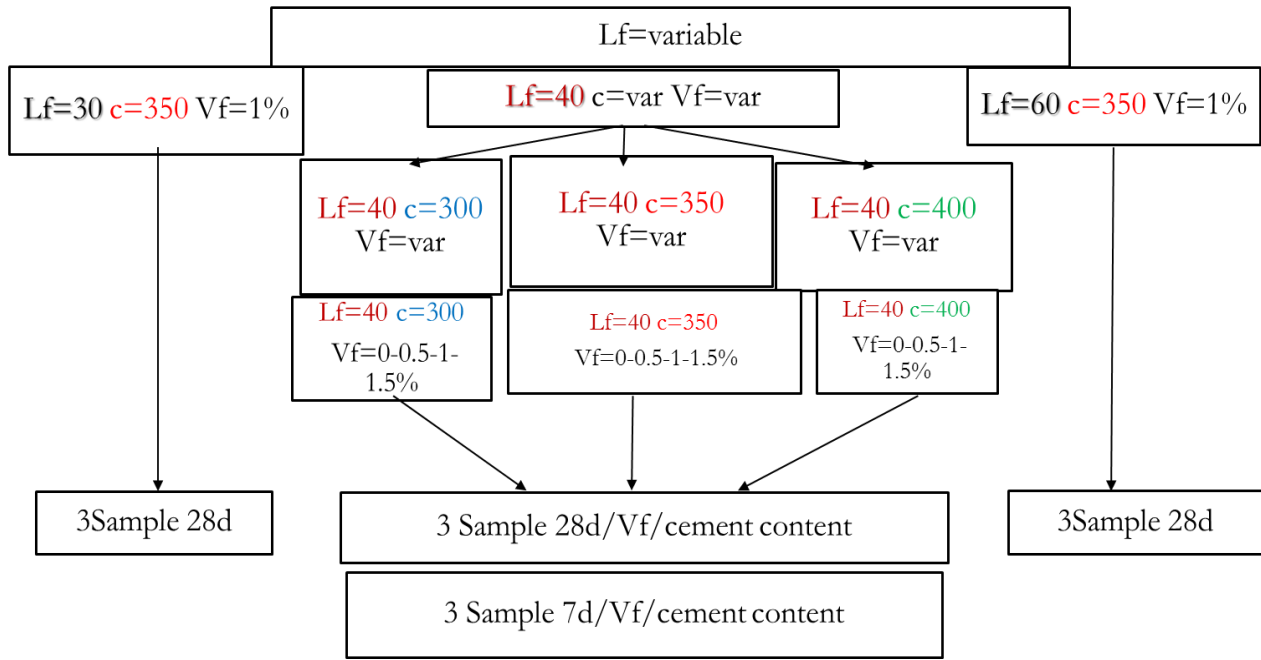 Lf=variable
Lf=30 c=350 Vf=1%
Lf=40 c=var Vf=var
Lf=60 c=350 Vf=1%
Lf=40 c=300
Vf=var
Lf=40 c=350
Vf=var
Lf=40 c=400
Vf=var
Lf=40 c=300
Vf=0-0.5-1-
1.5%
Lf=40 c=350
Vf=0-0.5-1-1.5%
Lf=40 c=400
Vf=0-0.5-1-
1.5%
3Sample 28d
3 Sample 28d/Vf/cement content
3Sample 28d
3 Sample 7d/Vf/cement content